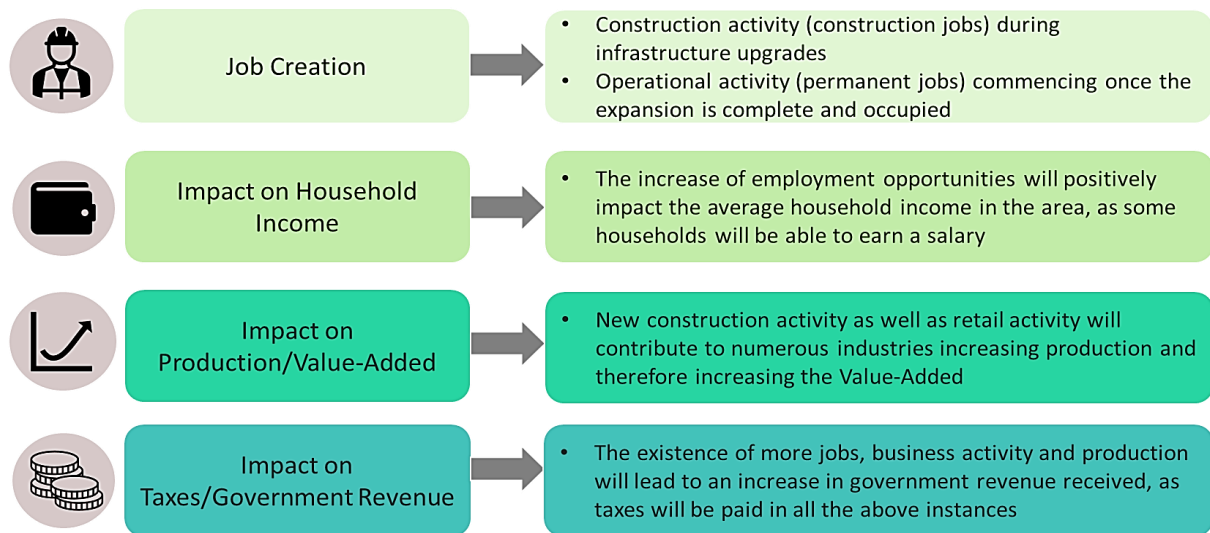 Job Creation
• Construction activity (construction jobs) during
infrastructure upgrades
• Operational activity (permanent jobs) commencing once the
expansion is complete and occupied
Impact on Household
Income
• The increase of employment opportunities will positively
impact the average household income in the area, as some
households will be able to earn a salary
Impact on
Production/Value-Added
• New construction activity as well as retail activity will
contribute to numerous industries increasing production and
therefore increasing the Value-Added
Impact on
Taxes/Government Revenue
• The existence of more jobs, business activity and production
will lead to an increase in government revenue received, as
taxes will be paid in all the above instances